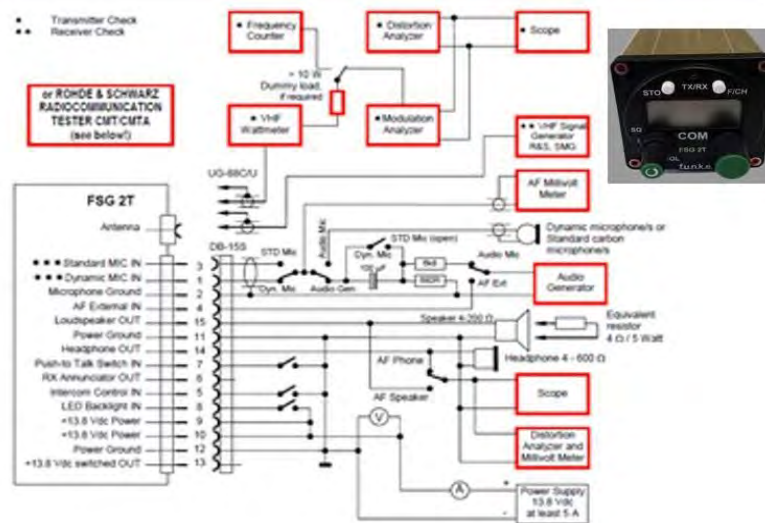 * Transmitter Check
** Receiver Check
* Frequency Counter
* Distortion Analyzer
* Scope
or ROHDE & SCHWARZ
RADIOCOMMUNICATION
TESTER CMT/CMTA
(see below!)
> 10 W
Dummy load,
if required
* VHF
Wattmeter
* Modulation
Analyzer
** VHF Signal
Generator
R&S, SMG
STO TX/RX F/CH
SQ
COM
FSG 2T
funke
UG-88C/U
AF Millivolt
Meter
FSG 2T
Antenna
DB-15S
STD Mic
Audio Mic
STD Mic (open)
Dyn. Mic
Dynamic microphone/s or
Standard carbon
microphone/s
Audio Mic
AF Ext
Audio
Generator
Dyn. Mic
Audio Gen
***Standard MIC IN 3
***Dynamic MIC IN 1
Microphone Ground 2
AF External IN 4
Loudspeaker OUT 15
Power Ground 11
Headphone OUT 14
Push-to Talk Switch IN 7
RX Annunciator OUT 6
Intercom Control IN 5
LED Backlight IN 8
+13.8 Vdc Power 9
+13.8 Vdc Power 10
Power Ground 12
+13.8 Vdc switched OUT 13
Speaker 4-200 Ω
Equivalent
resistor
4 Ω / 5 Watt
Headphone 4 - 600 Ω
AF Phone
AF Speaker
Scope
V
Distortion
Analyzer and
Millivolt Meter
A
+
-
Power Supply
13.8 Vdc
at least 5 A